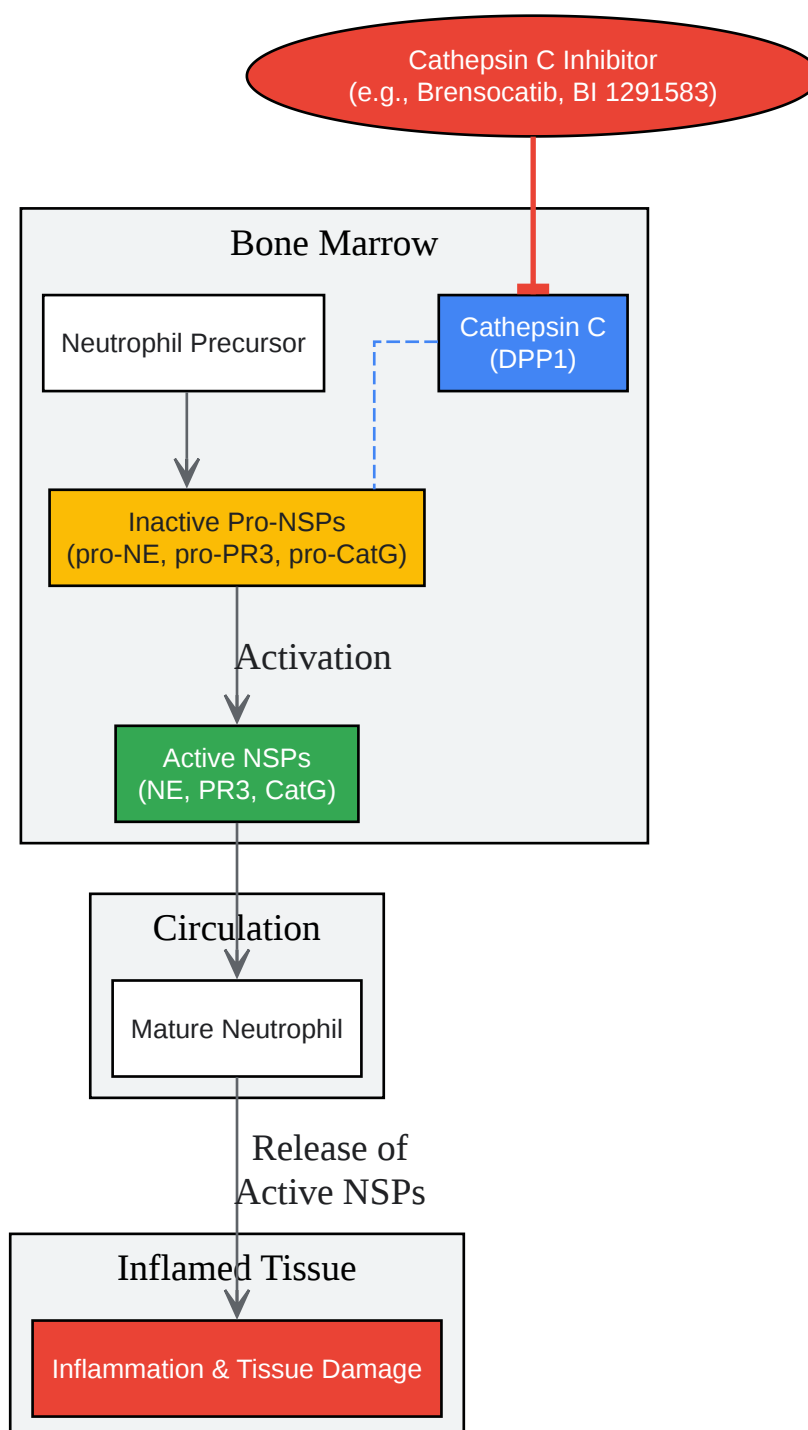 Cathepsin C Inhibitor
(e.g., Brensocatib, BI 1291583)
Bone Marrow
Neutrophil Precursor
Cathepsin C
(DPP1)
Inactive Pro-NSPs
(pro-NE, pro-PR3, pro-CatG)
Activation
Active NSPs
(NE, PR3, CatG)
Circulation
Mature Neutrophil
Release of
Active NSPs
Inflamed Tissue
Inflammation & Tissue Damage